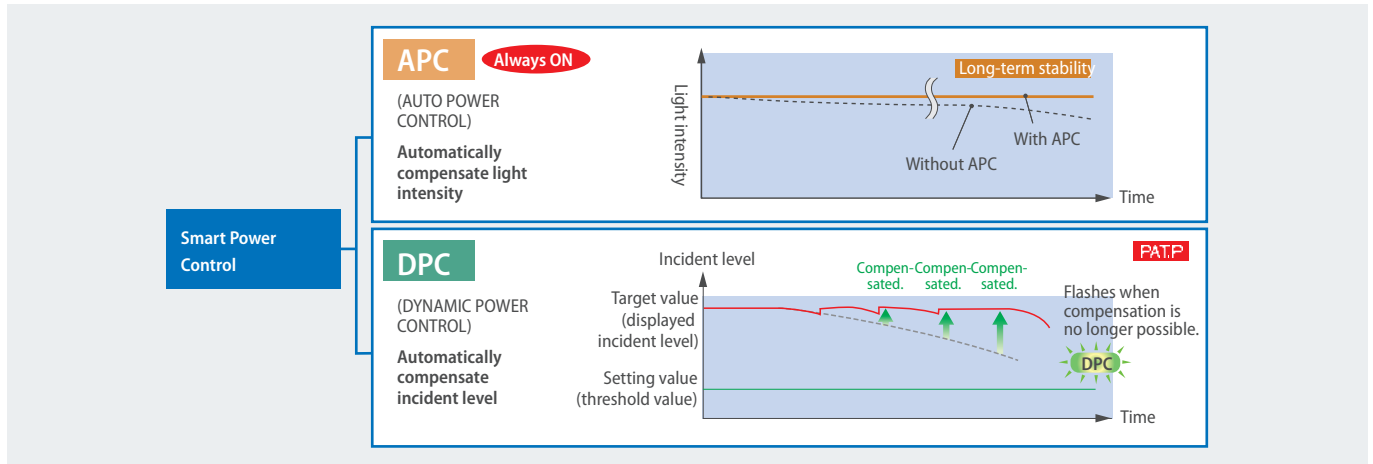 Smart Power
Control
APC
Always ON
(AUTO POWER
CONTROL)
Automatically
compensate light
intensity
Light intensity
Long-term stability
With APC
Without APC
Time
DPC
(DYNAMIC POWER
CONTROL)
Automatically
compensate
incident level
PAT.P
Incident level
Target value
(displayed
incident level)
Setting value
(threshold value)
Compen-
sated.
Compen-
sated.
Compen-
sated.
Flashes when
compensation is
no longer possible.
DPC
Time